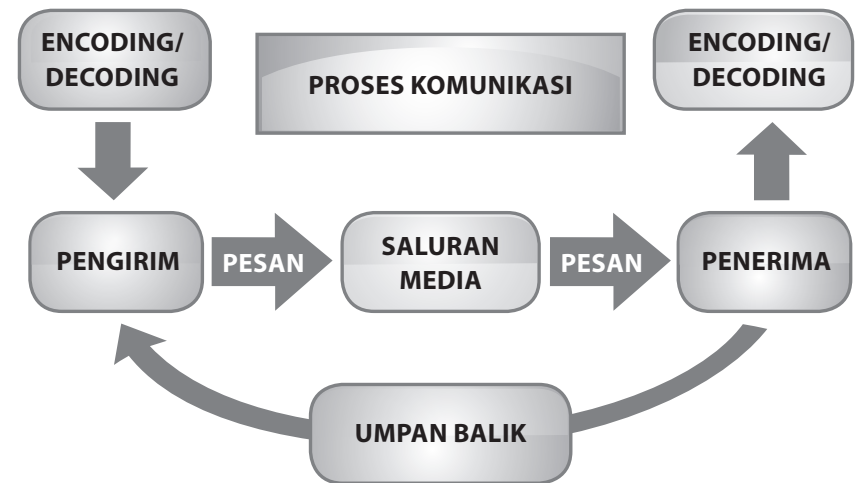 ENCODING/
DECODING
PROSES KOMUNIKASI
ENCODING/
DECODING
PENGIRIM
PESAN
SALURAN
MEDIA
PESAN
PENERIMA
UMPAN BALIK